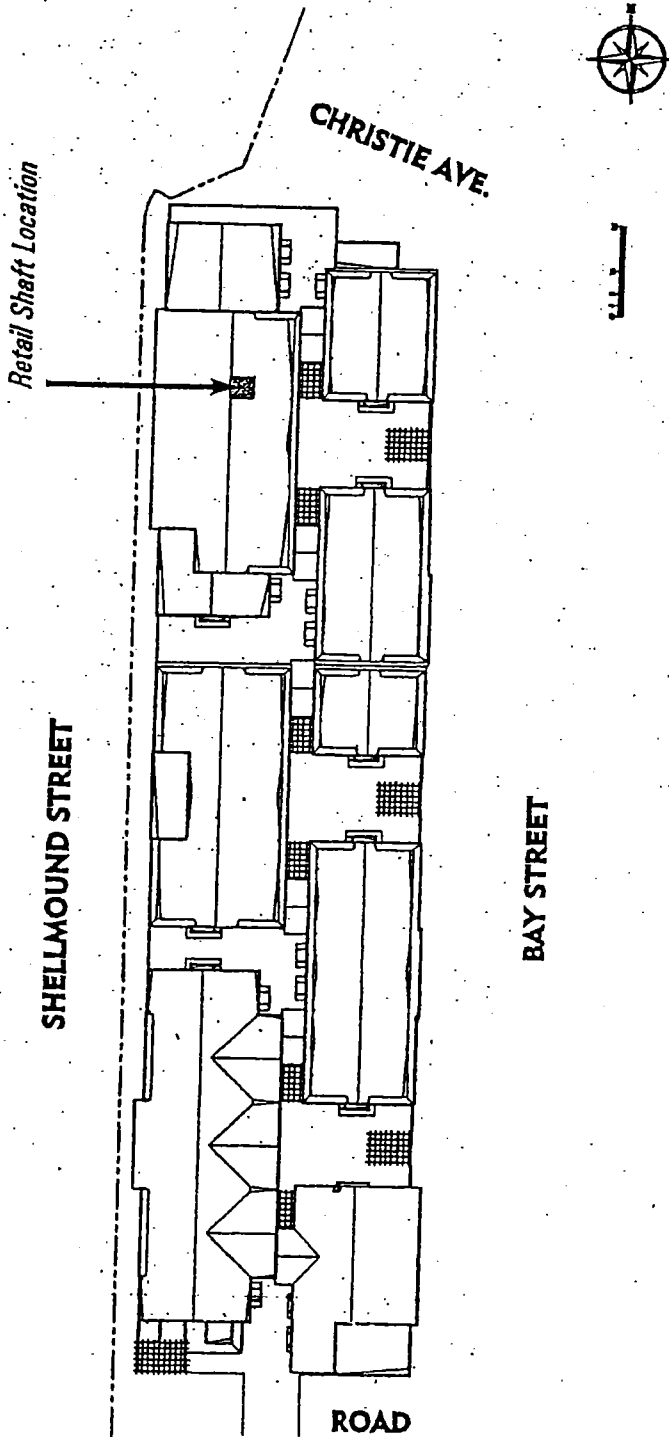 CHRISTIE AVE.
Retail Shaft Location
SHELLMOUND STREET
BAY STREET
ROAD